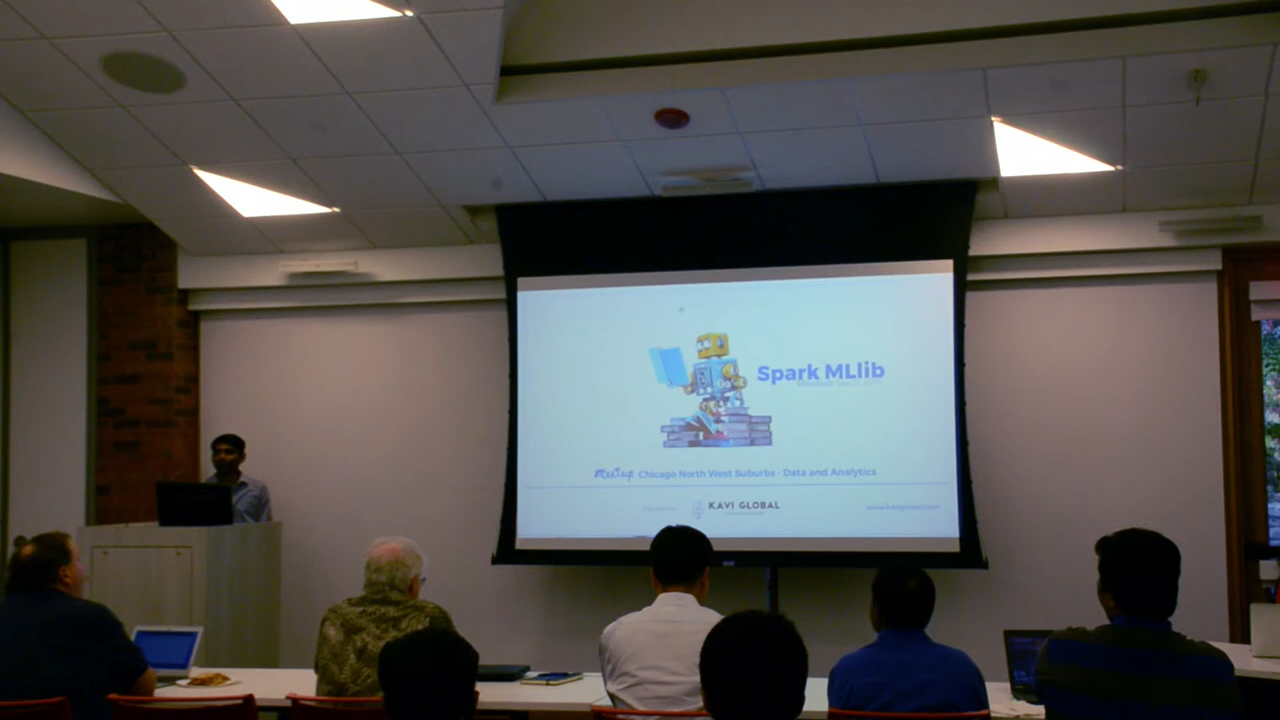 Spark MLlib
meetup Chicago North West Suburbs - Data and Analytics
KAVI GLOBAL